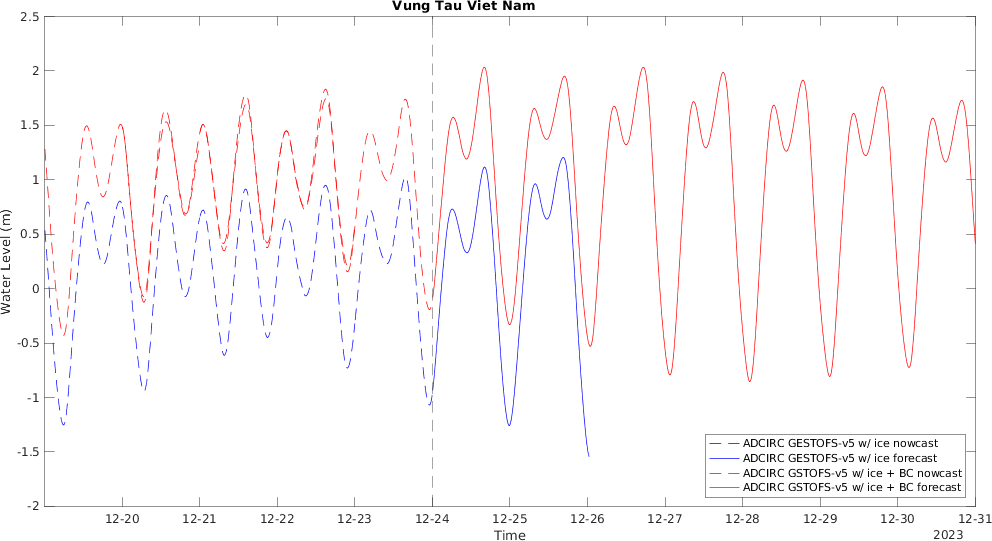 Vung Tau Viet Nam
2.5
2
1.5
1
0.5
0
-0.5
-1
-1.5
-2
Water Level (m)
ADCIRC GESTOFS-v5 w/ ice nowcast
ADCIRC GESTOFS-v5 w/ ice forecast
ADCIRC GSTOFS-v5 w/ ice + BC nowcast
ADCIRC GSTOFS-v5 w/ ice + BC forecast
12-20 12-21 12-22 12-23 12-24 12-25 12-26 12-27 12-28 12-29 12-30 12-31
Time
2023